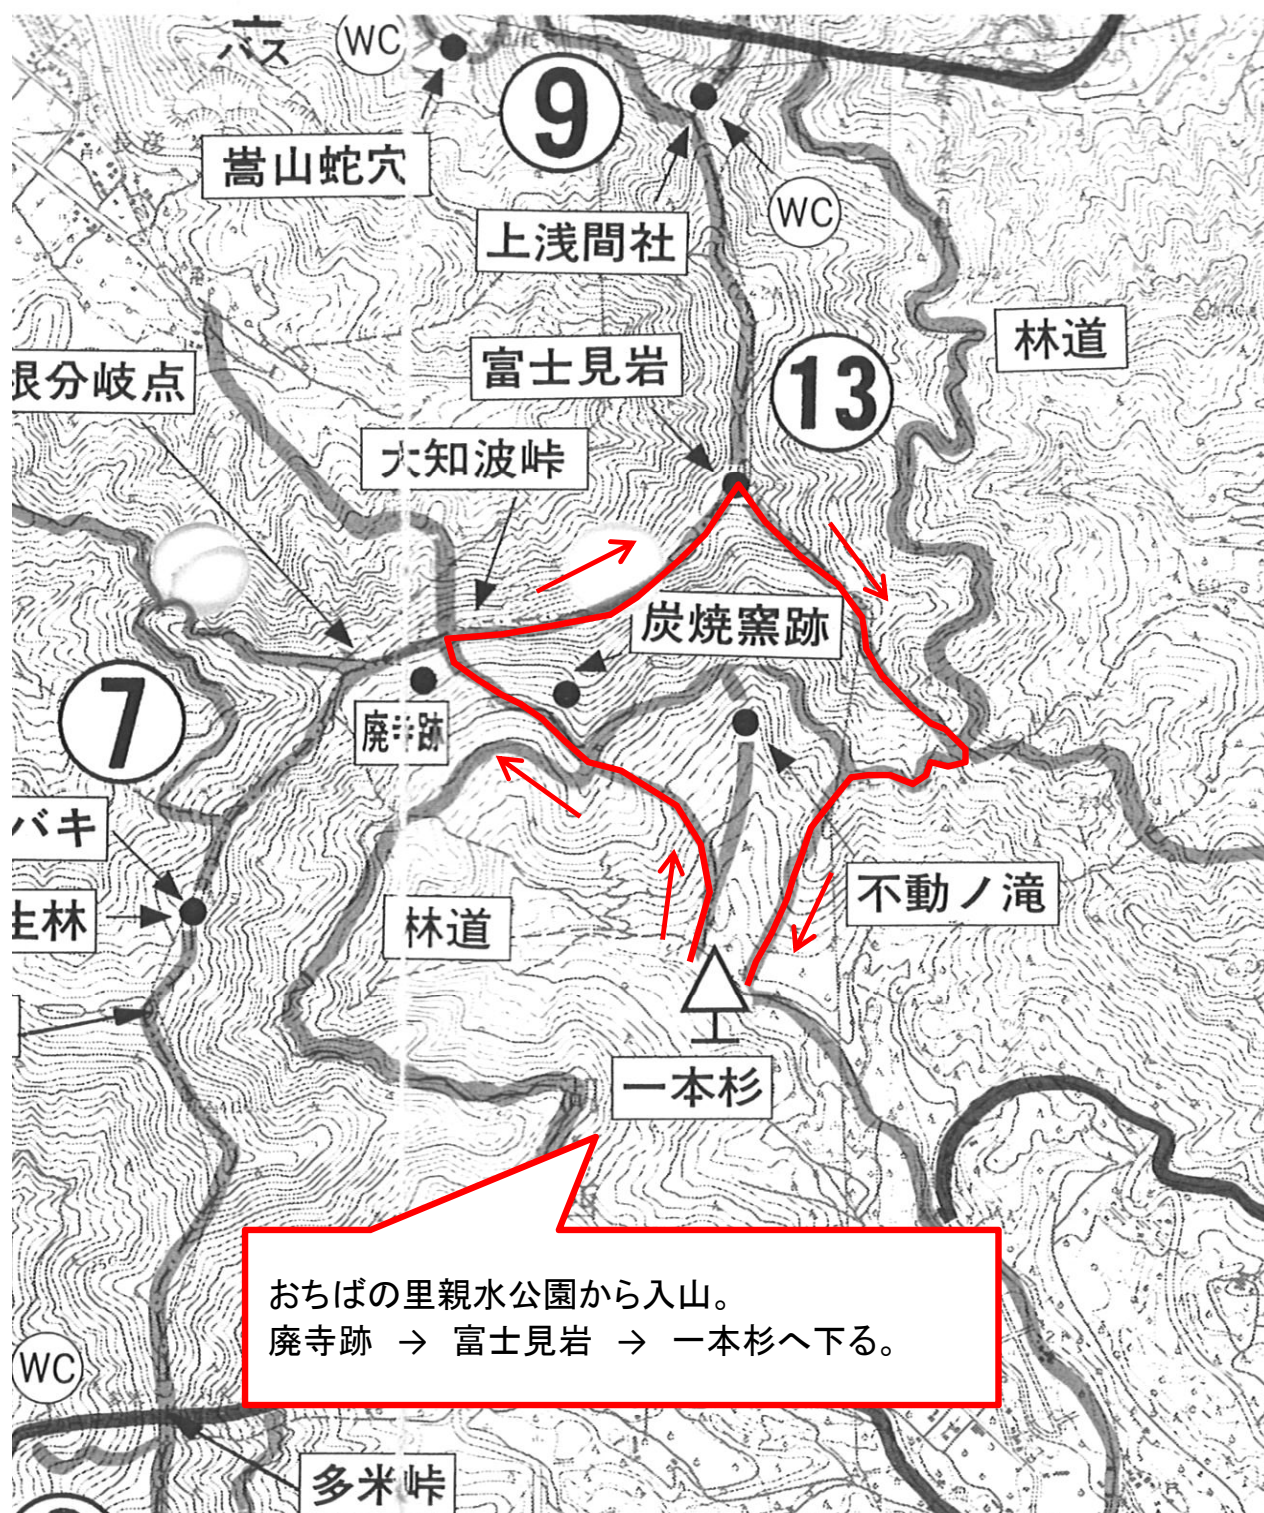 バス
WC
9
嵩山蛇穴
WC
上浅間社
林道
富士見岩
13
根分岐点
大知波峠
炭焼窯跡
7
廃寺跡
バキ
生林
不動ノ滝
林道
一本杉
おちばの里親水公園から入山。
廃寺跡 → 富士見岩 → 一本杉へ下る。
WC
多米峠